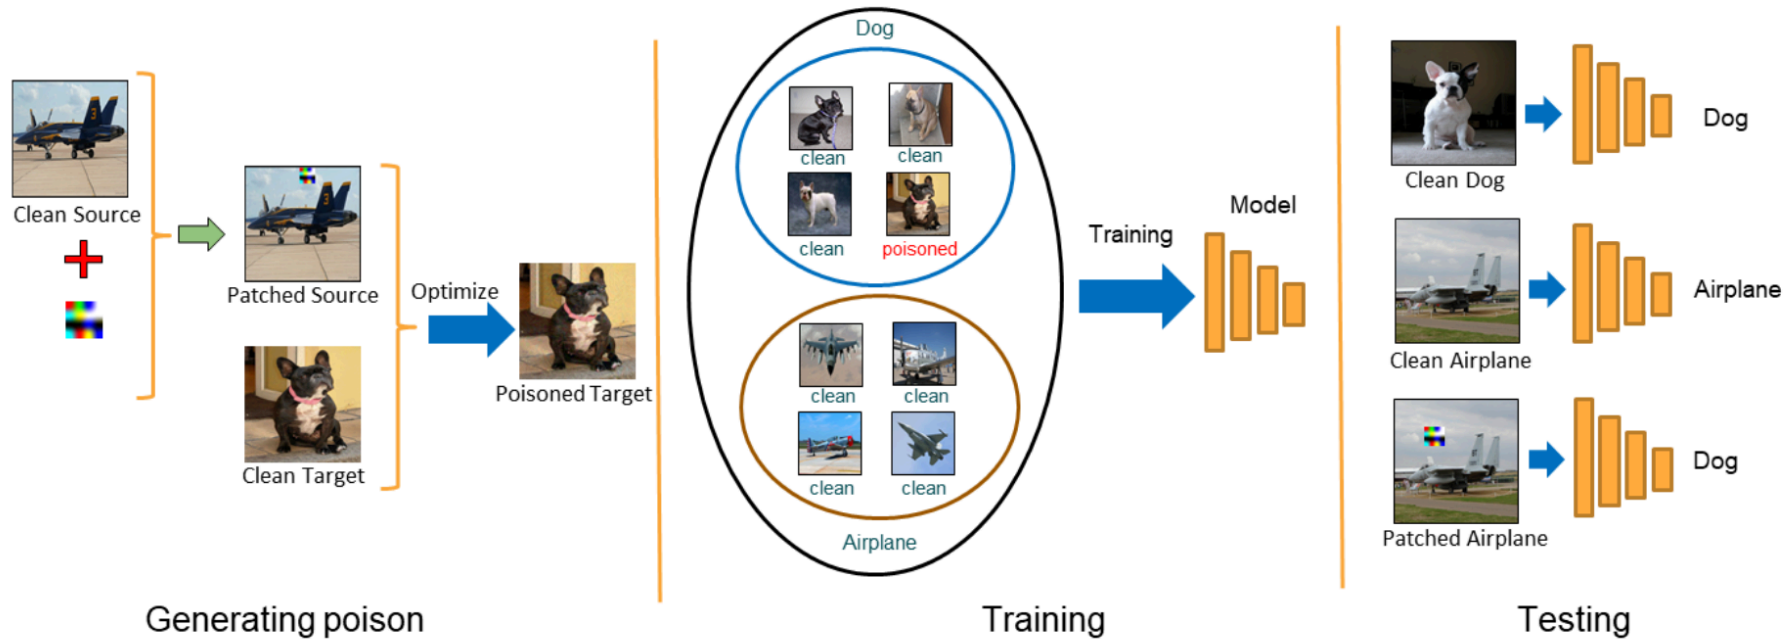 Clean Source
Patched Source
Clean Target
Optimize
Poisoned Target
Generating poison
Dog
clean
clean
clean
poisoned
clean
clean
clean
clean
Airplane
Training
Model
Training
Clean Dog
Dog
Clean Airplane
Airplane
Patched Airplane
Dog
Testing